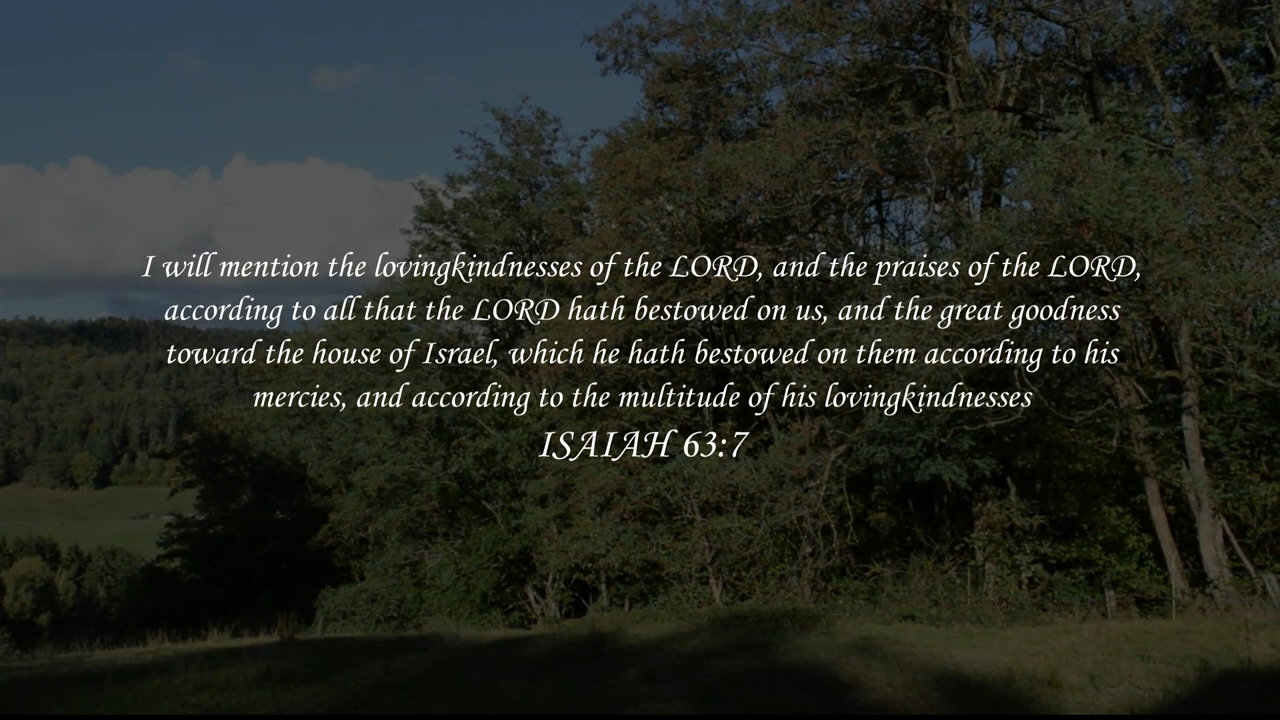 I will mention the lovingkindnesses of the LORD, and the praises of the LORD,
according to all that the LORD hath bestowed on us, and the great goodness
toward the house of Israel, which he hath bestowed on them according to his
mercies, and according to the multitude of his lovingkindnesses
ISAIAH 63:7